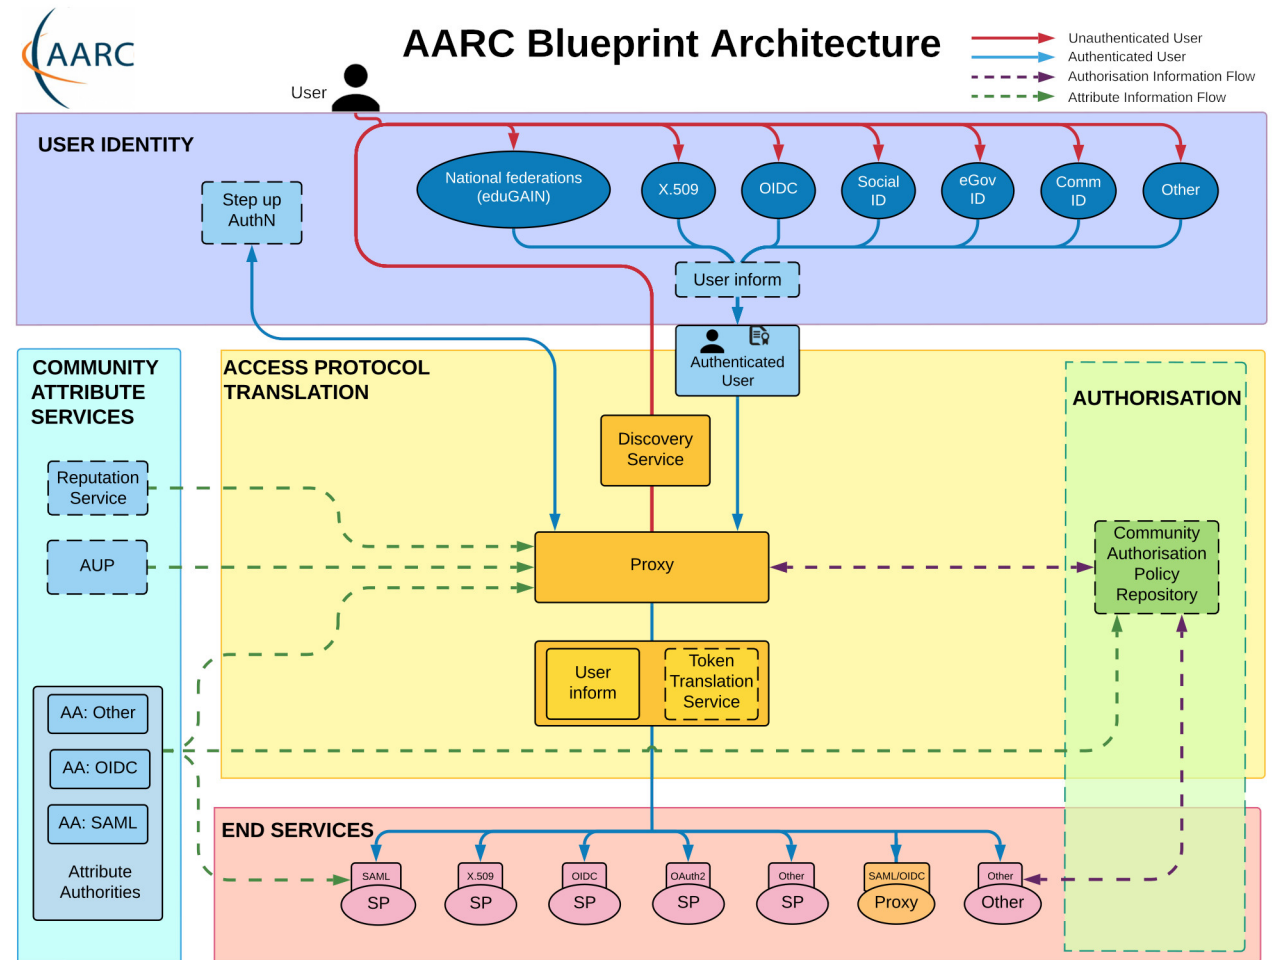 AARC
AARC Blueprint Architecture
Unauthenticated User
Authenticated User
Authorisation Information Flow
Attribute Information Flow
User
USER IDENTITY
Step up
AuthN
National federations
(eduGAIN)
X.509
OIDC
Social
ID
eGov
ID
Comm
ID
Other
User inform
Authenticated
User
COMMUNITY
ATTRIBUTE
SERVICES
ACCESS PROTOCOL
TRANSLATION
AUTHORISATION
Discovery
Service
Reputation
Service
AUP
Proxy
Community
Authorisation
Policy
Repository
User
inform
Token
Translation
Service
AA: Other
AA: OIDC
AA: SAML
Attribute
Authorities
END SERVICES
SAML
SP
X.509
SP
OIDC
SP
OAuth2
SP
Other
SP
SAML/OIDC
Proxy
Other
Other